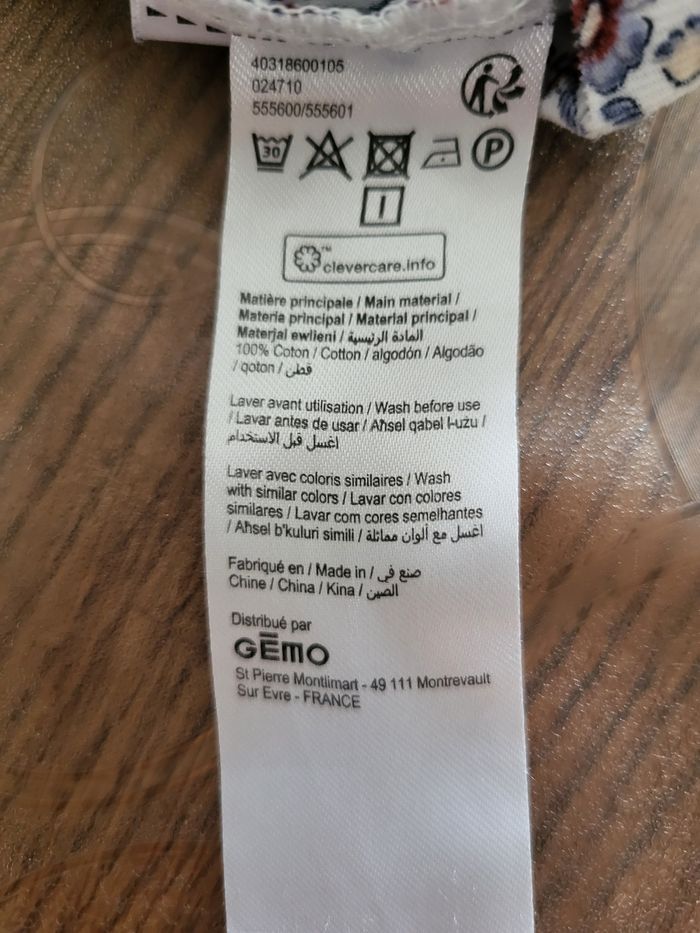 40318600105
024710
555600/555601
30
P
clevercare.info
Matière principale / Main material /
Materia principal / Material principal /
Materjal ewlieni / المادة الرئيسية
100% Coton / Cotton / algodón / Algodão
/ qoton / قطن
Laver avant utilisation / Wash before use
/ Lavar antes de usar / Aħsel qabel l-użu /
اغسل قبل الاستخدام
Laver avec coloris similaires / Wash
with similar colors / Lavar con colores
similares / Lavar com cores semelhantes
/ Aħsel b'kuluri simili / اغسل مع ألوان مماثلة
Fabriqué en / Made in / صنع في
Chine / China / Kina / الصين
Distribué par
GĒMO
St Pierre Montlimart - 49 111 Montrevault
Sur Evre - FRANCE